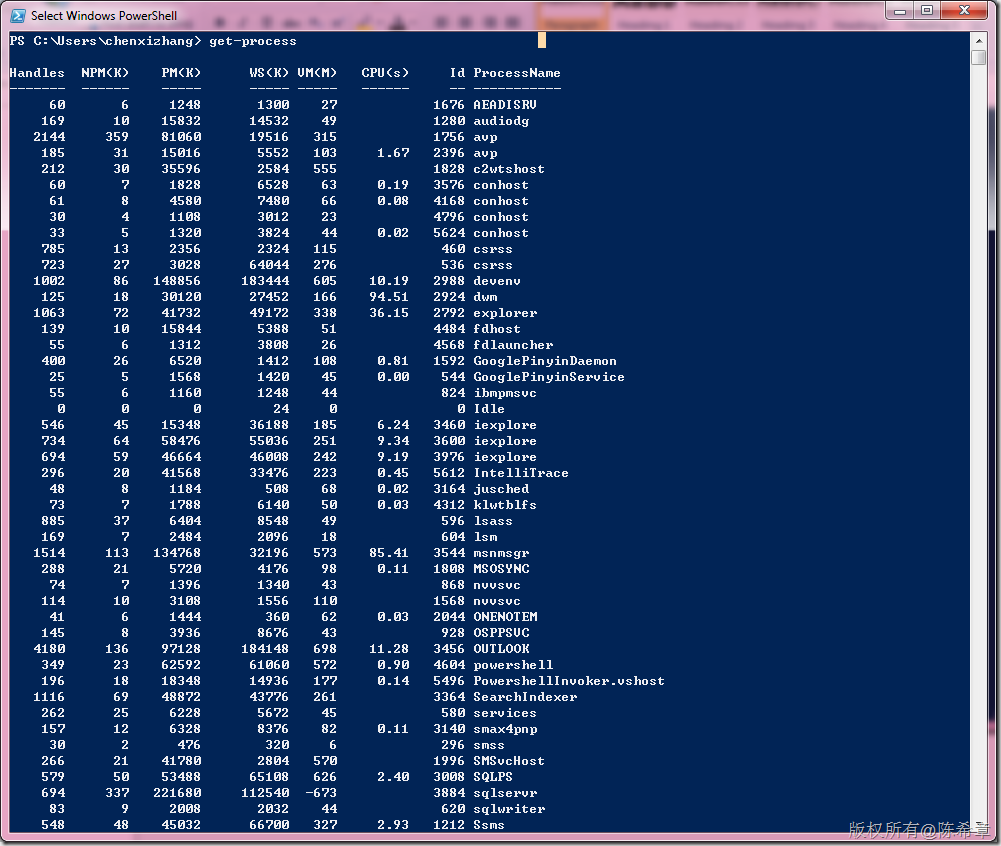 Select Windows PowerShell
PS C:\Users\chenxizhang> get-process
Handles NPM(K) PM(K) WS(K) VM(M) CPU(s) Id ProcessName
------- ------ ----- ----- ----- ------ -- -----------
60 6 1248 1300 27 1676 AEADISRV
169 10 15832 14532 49 1280 audiodg
2144 359 81060 19516 315 1756 avp
185 31 15016 5552 103 1.67 2396 avp
212 30 35596 2584 555 1828 c2wtshost
60 7 1828 6528 63 0.19 3576 conhost
61 8 4580 7480 66 0.08 4168 conhost
30 4 1108 3012 23 4796 conhost
33 5 1320 3824 44 0.02 5624 conhost
785 13 2356 2324 115 460 csrss
723 27 3028 64044 276 536 csrss
1002 86 148856 183444 605 10.19 2988 devenv
125 18 30120 27452 166 94.51 2924 dwm
1063 72 41732 49172 338 36.15 2792 explorer
139 10 15844 5388 51 4484 fdhost
55 6 1312 3808 26 4568 fdlauncher
400 26 6520 1412 108 0.81 1592 GooglePinyinDaemon
25 5 1568 1420 45 0.00 544 GooglePinyinService
55 6 1160 1248 44 824 ibmpmsvc
0 0 0 24 0 0 Idle
546 45 15348 36188 185 6.24 3460 iexplore
734 64 58476 55036 251 9.34 3600 iexplore
694 59 46664 46008 242 9.19 3976 iexplore
296 20 41568 33476 223 0.45 5612 IntelliTrace
48 8 1184 508 68 0.02 3164 jusched
73 7 1788 6140 50 0.03 4312 klwtblfs
885 37 6404 8548 49 596 lsass
169 7 2484 2096 18 604 lsm
1514 113 134768 32196 573 85.41 3544 msnmsgr
288 21 5720 4176 98 0.11 1808 MSOSYNC
74 7 1396 1340 43 868 nvvsvc
114 10 3108 1556 110 1568 nvvsvc
41 6 1444 360 62 0.03 2044 ONENOTEM
145 8 3936 8676 43 928 OSPPSVC
4180 136 97128 184148 698 11.28 3456 OUTLOOK
349 23 62592 61060 572 0.90 4604 powershell
196 18 18348 14936 177 0.14 5496 PowershellInvoker.vshost
1116 69 48872 43776 261 3364 SearchIndexer
262 25 6228 5672 45 580 services
157 12 6328 8376 82 0.11 3140 smax4pnp
30 2 476 320 6 296 smss
266 21 41780 2804 570 1996 SMSvcHost
579 50 53488 65108 626 2.40 3008 SQLPS
694 337 221680 112540 -673 3884 sqlservr
83 9 2008 2032 44 620 sqlwriter
548 48 45032 66700 327 2.93 1212 Ssms
版权所有@陈希章